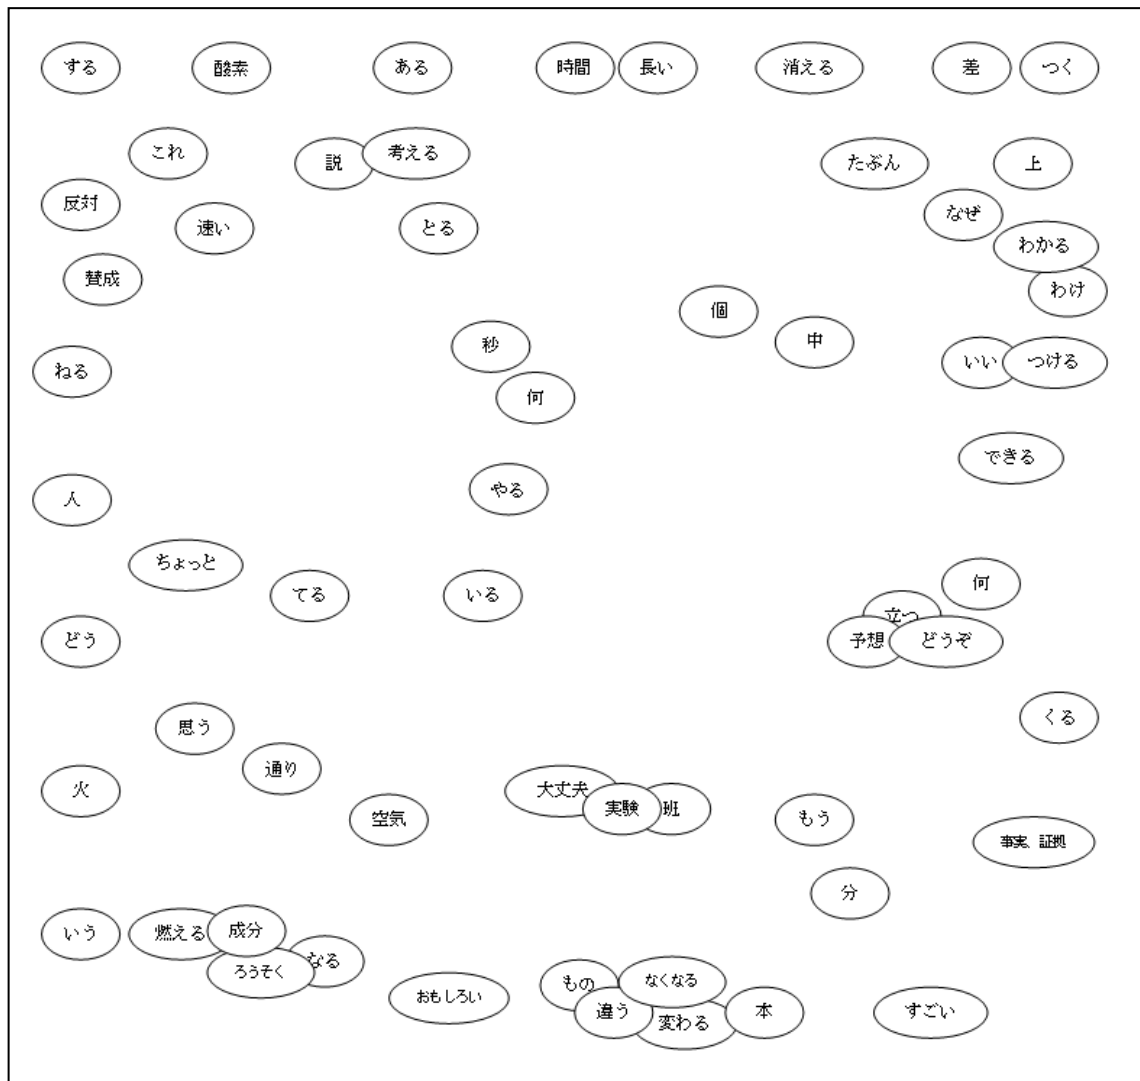 する 酸素 ある 時間 長い 消える 差 つく
これ 説 考える たぶん 上
反対 速い とる なぜ わかる
賛成 個 わけ
秒 中 いい つける
ねる 何
できる
人 やる
ちょっと 何
てる いる 立つ
どう 予想 どうぞ
思う くる
通り
火 空気 大丈夫 実験 班 もう 事実、証拠
分
いう 燃える 成分
ろうそく なる おもしろい もの なくなる
違う 変わる 本 すごい